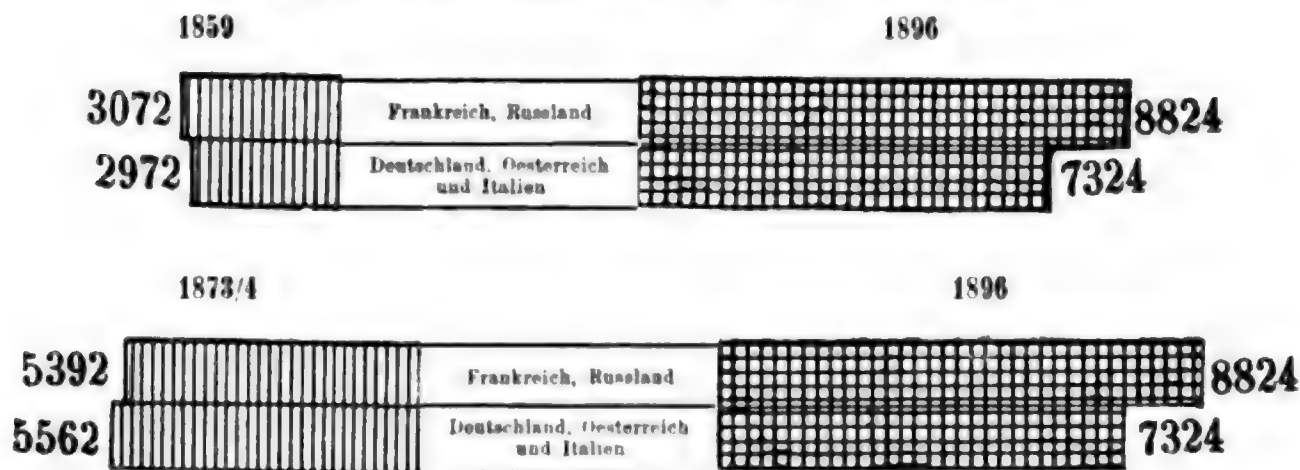 1859 1896
3072 Frankreich, Russland 8824
2972 Deutschland, Oesterreich
und Italien 7324
1873/4 1896
5392 Frankreich, Russland 8824
5562 Deutschland, Oesterreich
und Italien 7324